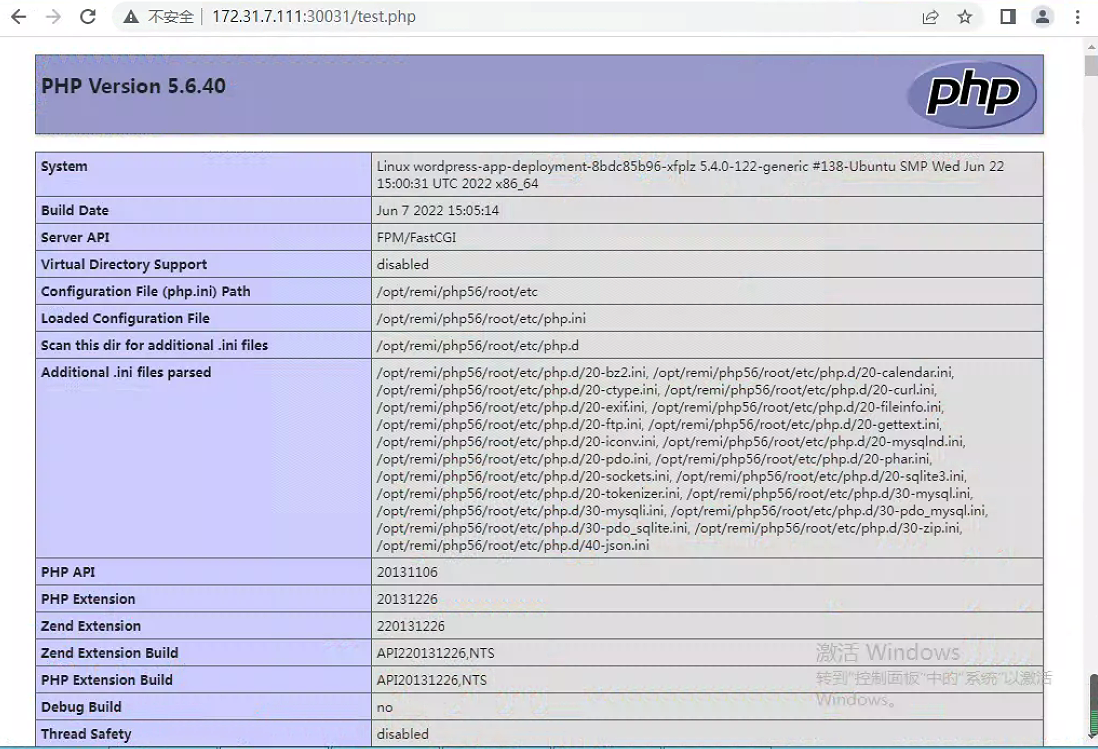 不安全 172.31.7.111:30031/test.php
PHP Version 5.6.40
php
System Linux wordpress-app-deployment-8bdc85b96-xfplz 5.4.0-122-generic #138-Ubuntu SMP Wed Jun 22
15:00:31 UTC 2022 x86_64
Build Date Jun 7 2022 15:05:14
Server API FPM/FastCGI
Virtual Directory Support disabled
Configuration File (php.ini) Path /opt/remi/php56/root/etc
Loaded Configuration File /opt/remi/php56/root/etc/php.ini
Scan this dir for additional .ini files /opt/remi/php56/root/etc/php.d
Additional .ini files parsed /opt/remi/php56/root/etc/php.d/20-bz2.ini, /opt/remi/php56/root/etc/php.d/20-calendar.ini,
/opt/remi/php56/root/etc/php.d/20-ctype.ini, /opt/remi/php56/root/etc/php.d/20-curl.ini,
/opt/remi/php56/root/etc/php.d/20-exif.ini, /opt/remi/php56/root/etc/php.d/20-fileinfo.ini,
/opt/remi/php56/root/etc/php.d/20-ftp.ini, /opt/remi/php56/root/etc/php.d/20-gettext.ini,
/opt/remi/php56/root/etc/php.d/20-iconv.ini, /opt/remi/php56/root/etc/php.d/20-mysqlnd.ini,
/opt/remi/php56/root/etc/php.d/20-pdo.ini, /opt/remi/php56/root/etc/php.d/20-phar.ini,
/opt/remi/php56/root/etc/php.d/20-sockets.ini, /opt/remi/php56/root/etc/php.d/20-sqlite3.ini,
/opt/remi/php56/root/etc/php.d/20-tokenizer.ini, /opt/remi/php56/root/etc/php.d/30-mysql.ini,
/opt/remi/php56/root/etc/php.d/30-mysqli.ini, /opt/remi/php56/root/etc/php.d/30-pdo_mysql.ini,
/opt/remi/php56/root/etc/php.d/30-pdo_sqlite.ini, /opt/remi/php56/root/etc/php.d/30-zip.ini,
/opt/remi/php56/root/etc/php.d/40-json.ini
PHP API 20131106
PHP Extension 20131226
Zend Extension 220131226
Zend Extension Build API220131226,NTS
PHP Extension Build API20131226,NTS
Debug Build no
Thread Safety disabled
激活 Windows
转到"控制面板"中的"系统"以激活
Windows。